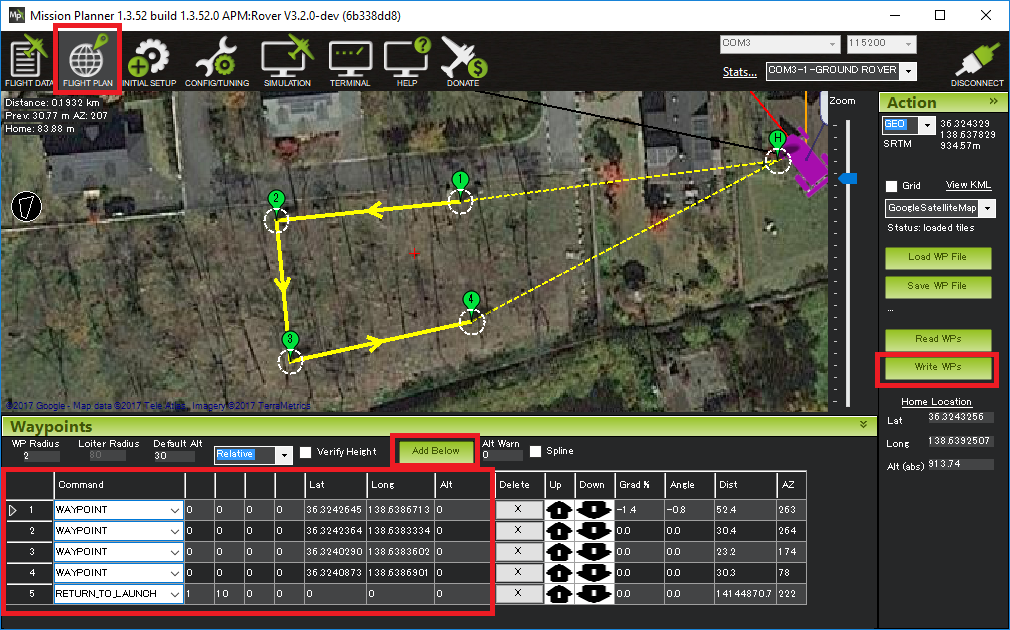 Mission Planner 1.3.52 build 1.3.52.0 APM:Rover V3.2.0-dev (6b338dd8)
FLIGHT DATA FLIGHT PLAN INITIAL SETUP CONFIG/TUNING SIMULATION TERMINAL HELP DONATE
COM3 115200
Stats... COM3-1-GROUND ROVER
DISCONNECT
Distance: 0.1932 km
Prev: 30.77 m AZ: 207
Home: 83.88 m
Zoom
H
1
2
3
4
©2017 Google - Map data ©2017 Tele Atlas, Imagery ©2017 TerraMetrics
Action »
GEO 36.324329
138.637829
SRTM 934.57m
Grid View KML
GoogleSatelliteMap
Status: loaded tiles
Load WP File
Save WP File
...
Read WPs
Write WPs
Home Location
Lat 36.3243256
Long 138.6392507
Alt (abs) 913.74
Waypoints
WP Radius Loiter Radius Default Alt
2 80 30 Relative Verify Height Add Below Alt Warn 0 Spline
Command Lat Long Alt Delete Up Down Grad % Angle Dist AZ
1 WAYPOINT 0 0 0 0 36.3242645 138.6386713 0 X -1.4 -0.8 52.4 263
2 WAYPOINT 0 0 0 0 36.3242364 138.6383334 0 X 0.0 0.0 30.4 264
3 WAYPOINT 0 0 0 0 36.3240290 138.6383602 0 X 0.0 0.0 23.2 174
4 WAYPOINT 0 0 0 0 36.3240873 138.6386901 0 X 0.0 0.0 30.3 78
5 RETURN_TO_LAUNCH 1 10 0 0 0 0 0 X 0.0 0.0 14144870.7 222